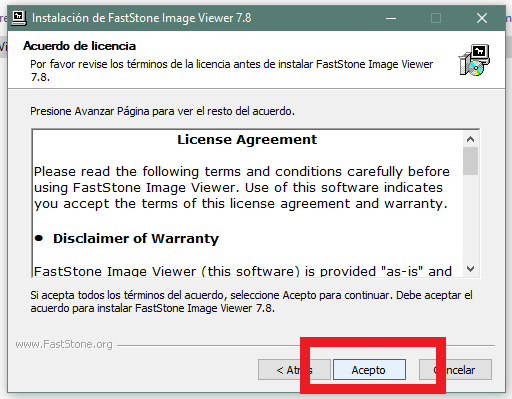 Instalación de FastStone Image Viewer 7.8
Acuerdo de licencia
Por favor revise los términos de la licencia antes de instalar FastStone Image Viewer
7.8.
Presione Avanzar Página para ver el resto del acuerdo.
License Agreement
Please read the following terms and conditions carefully before
using FastStone Image Viewer. Use of this software indicates
you accept the terms of this license agreement and warranty.
● Disclaimer of Warranty
FastStone Image Viewer (this software) is provided "as-is" and
Si acepta todos los términos del acuerdo, seleccione Acepto para continuar. Debe aceptar el
acuerdo para instalar FastStone Image Viewer 7.8.
www.FastStone.org
< Atrás
Acepto
Cancelar